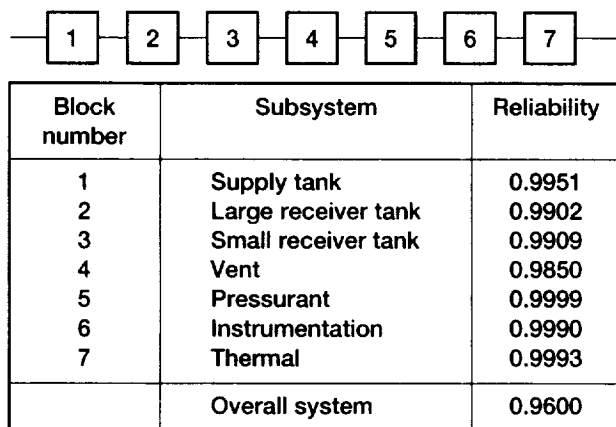 1 2 3 4 5 6 7
Block number Subsystem Reliability
1 Supply tank 0.9951
2 Large receiver tank 0.9902
3 Small receiver tank 0.9909
4 Vent 0.9850
5 Pressurant 0.9999
6 Instrumentation 0.9990
7 Thermal 0.9993
Overall system 0.9600